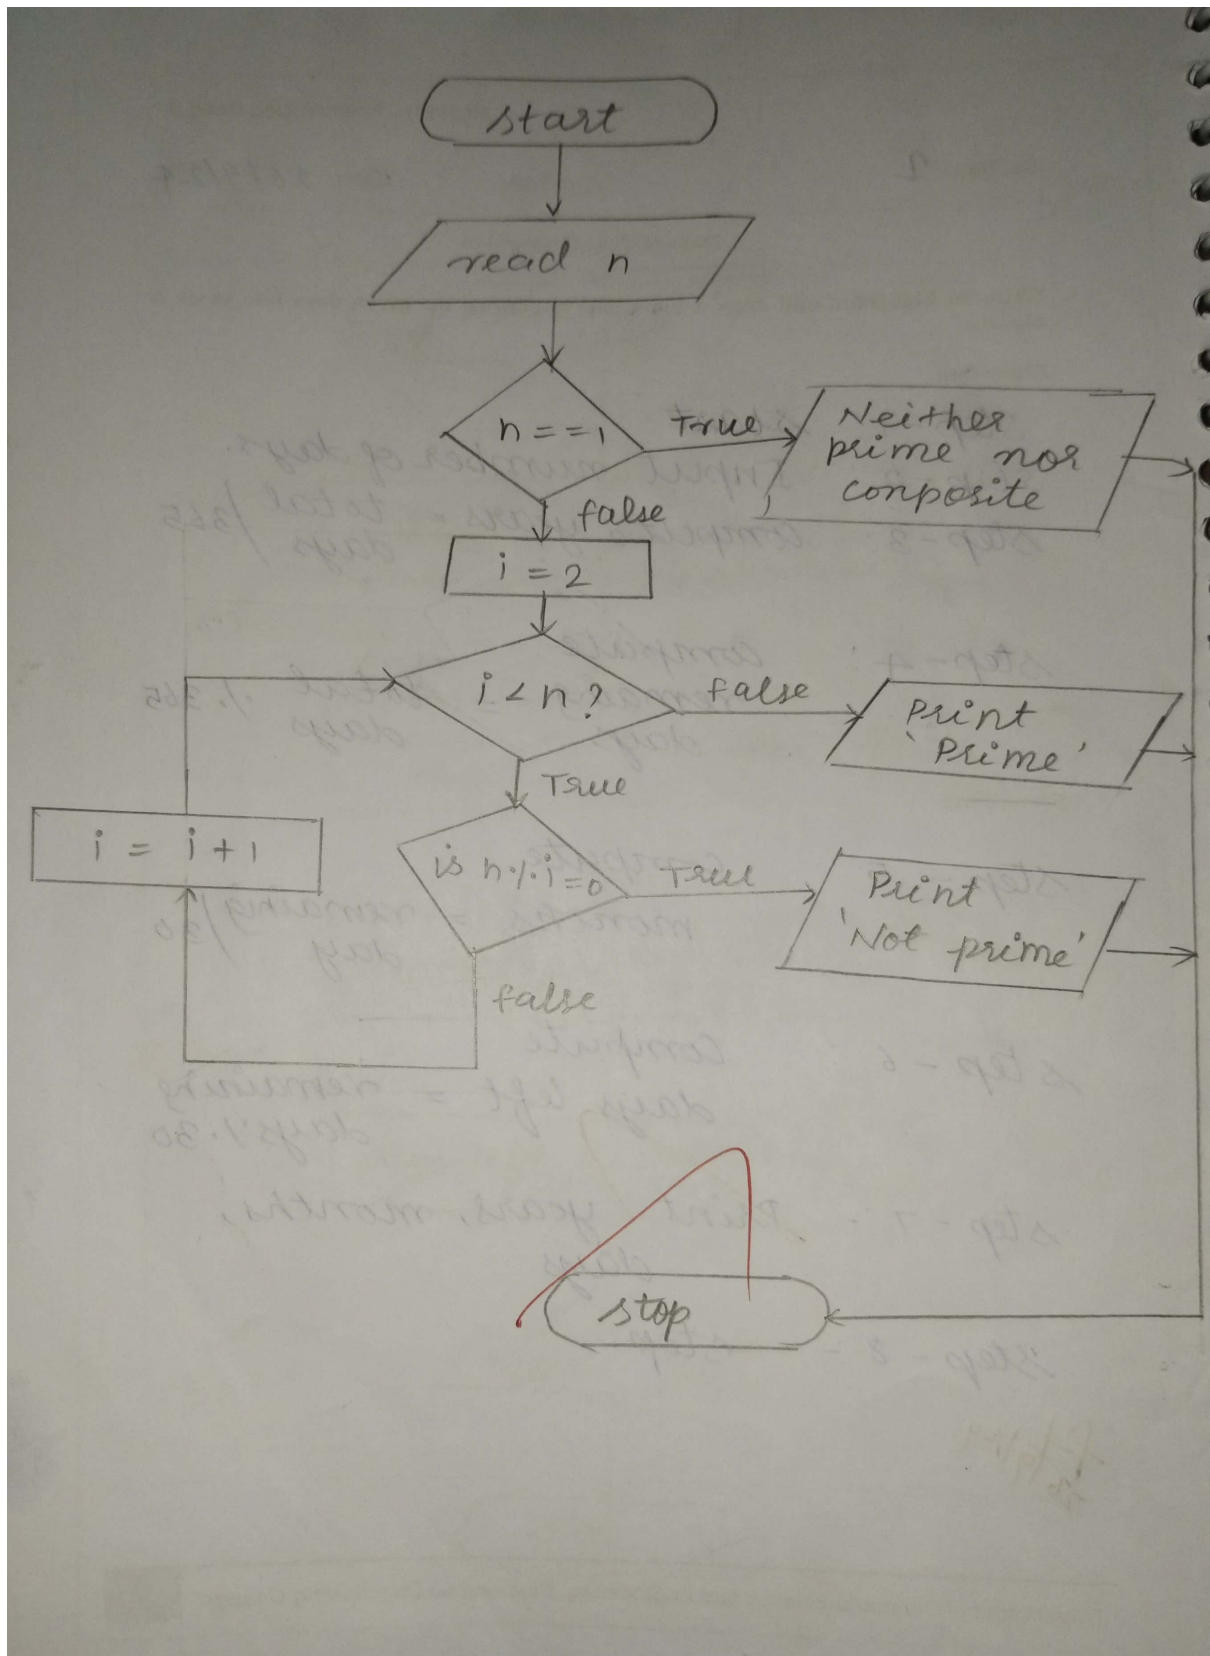 start
read n
n==1
True
Neither
prime nor
conposite
false
i = 2
i < n?
false
Print
'Prime'
True
i = i + 1
is n%i=0
True
Print
'Not prime'
false
stop